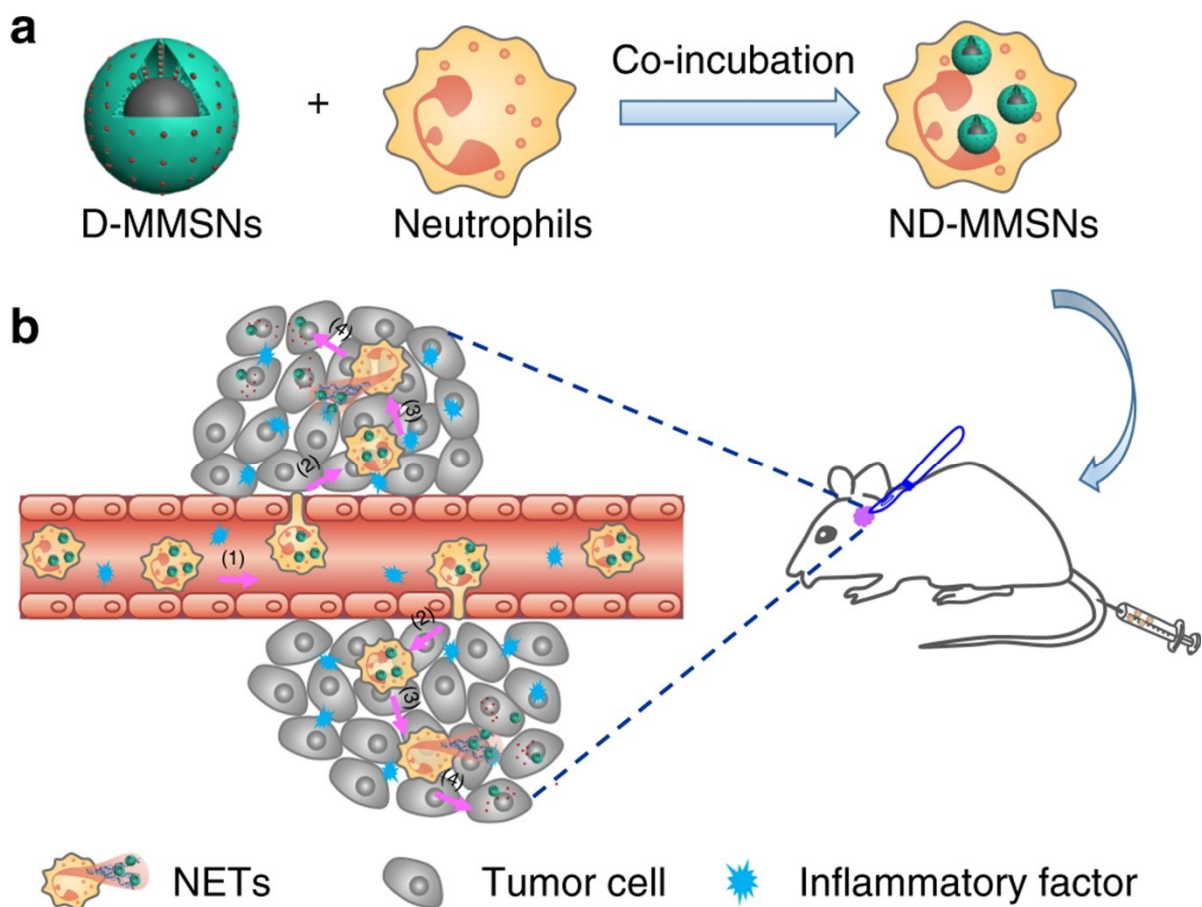 a
+
Co-incubation
D-MMSNs
Neutrophils
ND-MMSNs
b
(4)
(3)
(2)
(1)
(2)
(3)
(4)
NETs
Tumor cell
Inflammatory factor